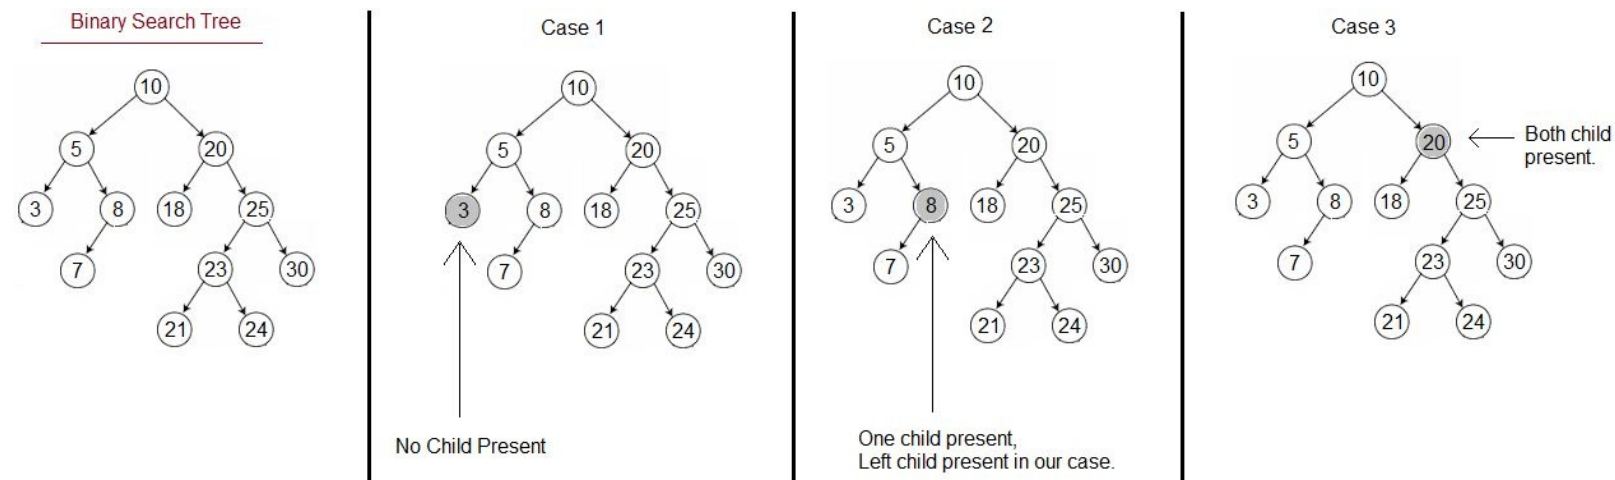 Binary Search Tree
10
5 20
3 8 18 25
7 23 30
21 24
Case 1
10
5 20
3 8 18 25
7 23 30
21 24
No Child Present
Case 2
10
5 20
3 8 18 25
7 23 30
21 24
One child present,
Left child present in our case.
Case 3
10
5 20
3 8 18 25
7 23 30
21 24
Both child
present.